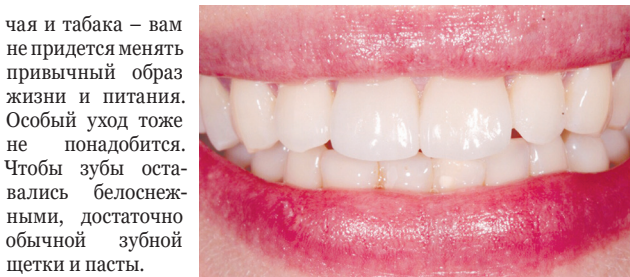 чая и табака – вам
не придется менять
привычный образ
жизни и питания.
Особый уход тоже
не понадобится.
Чтобы зубы оста-
вались белоснеж-
ными, достаточно
обычной зубной
щетки и пасты.